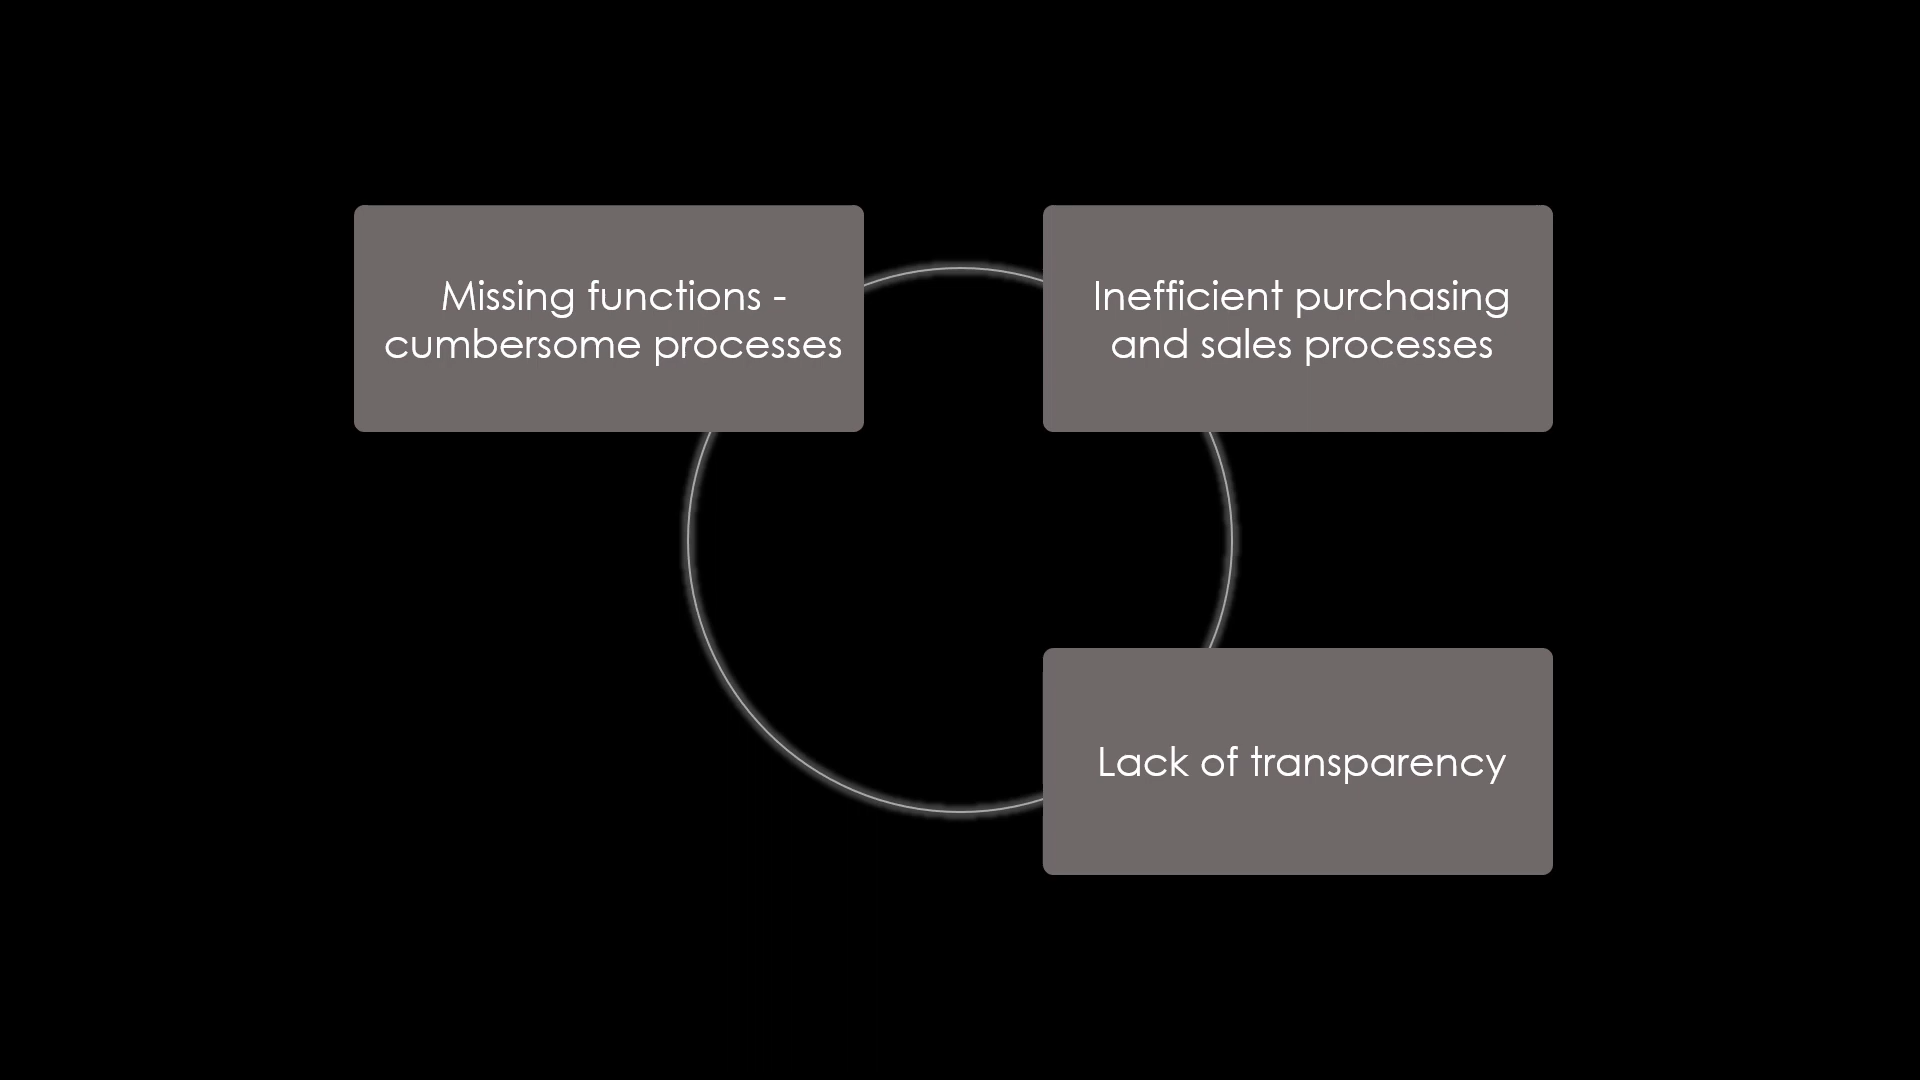 Missing functions -
cumbersome processes
Inefficient purchasing
and sales processes
Lack of transparency